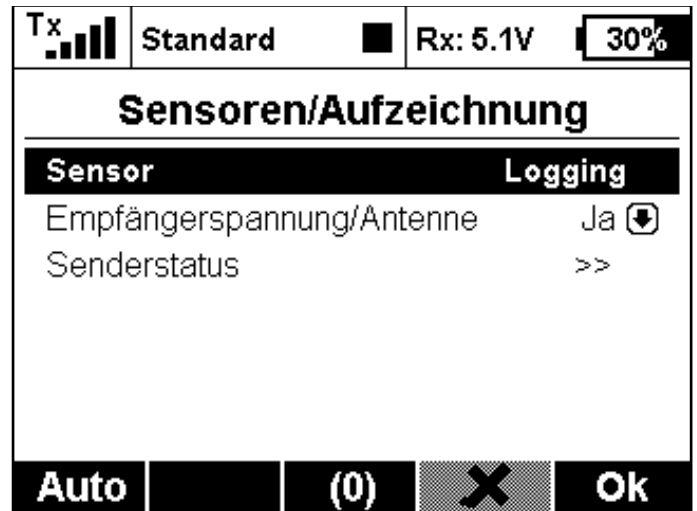 Tx Standard Rx: 5.1V 30%
Sensoren/Aufzeichnung
Sensor Logging
Empfängerspannung/Antenne Ja
Senderstatus >>
Auto (0) Ok